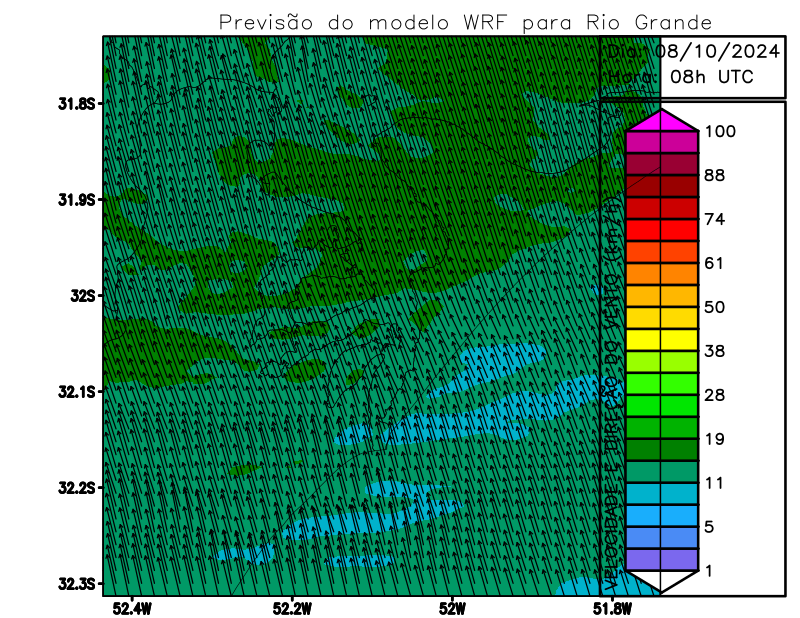 Previsão do modelo WRF para Rio Grande
Dia: 08/10/2024
Hora: 08h UTC
VELOCIDADE E DIREÇÃO DO VENTO (km/h)
100
88
74
61
50
38
28
19
11
5
1
31.8S
31.9S
32S
32.1S
32.2S
32.3S
52.4W
52.2W
52W
51.8W